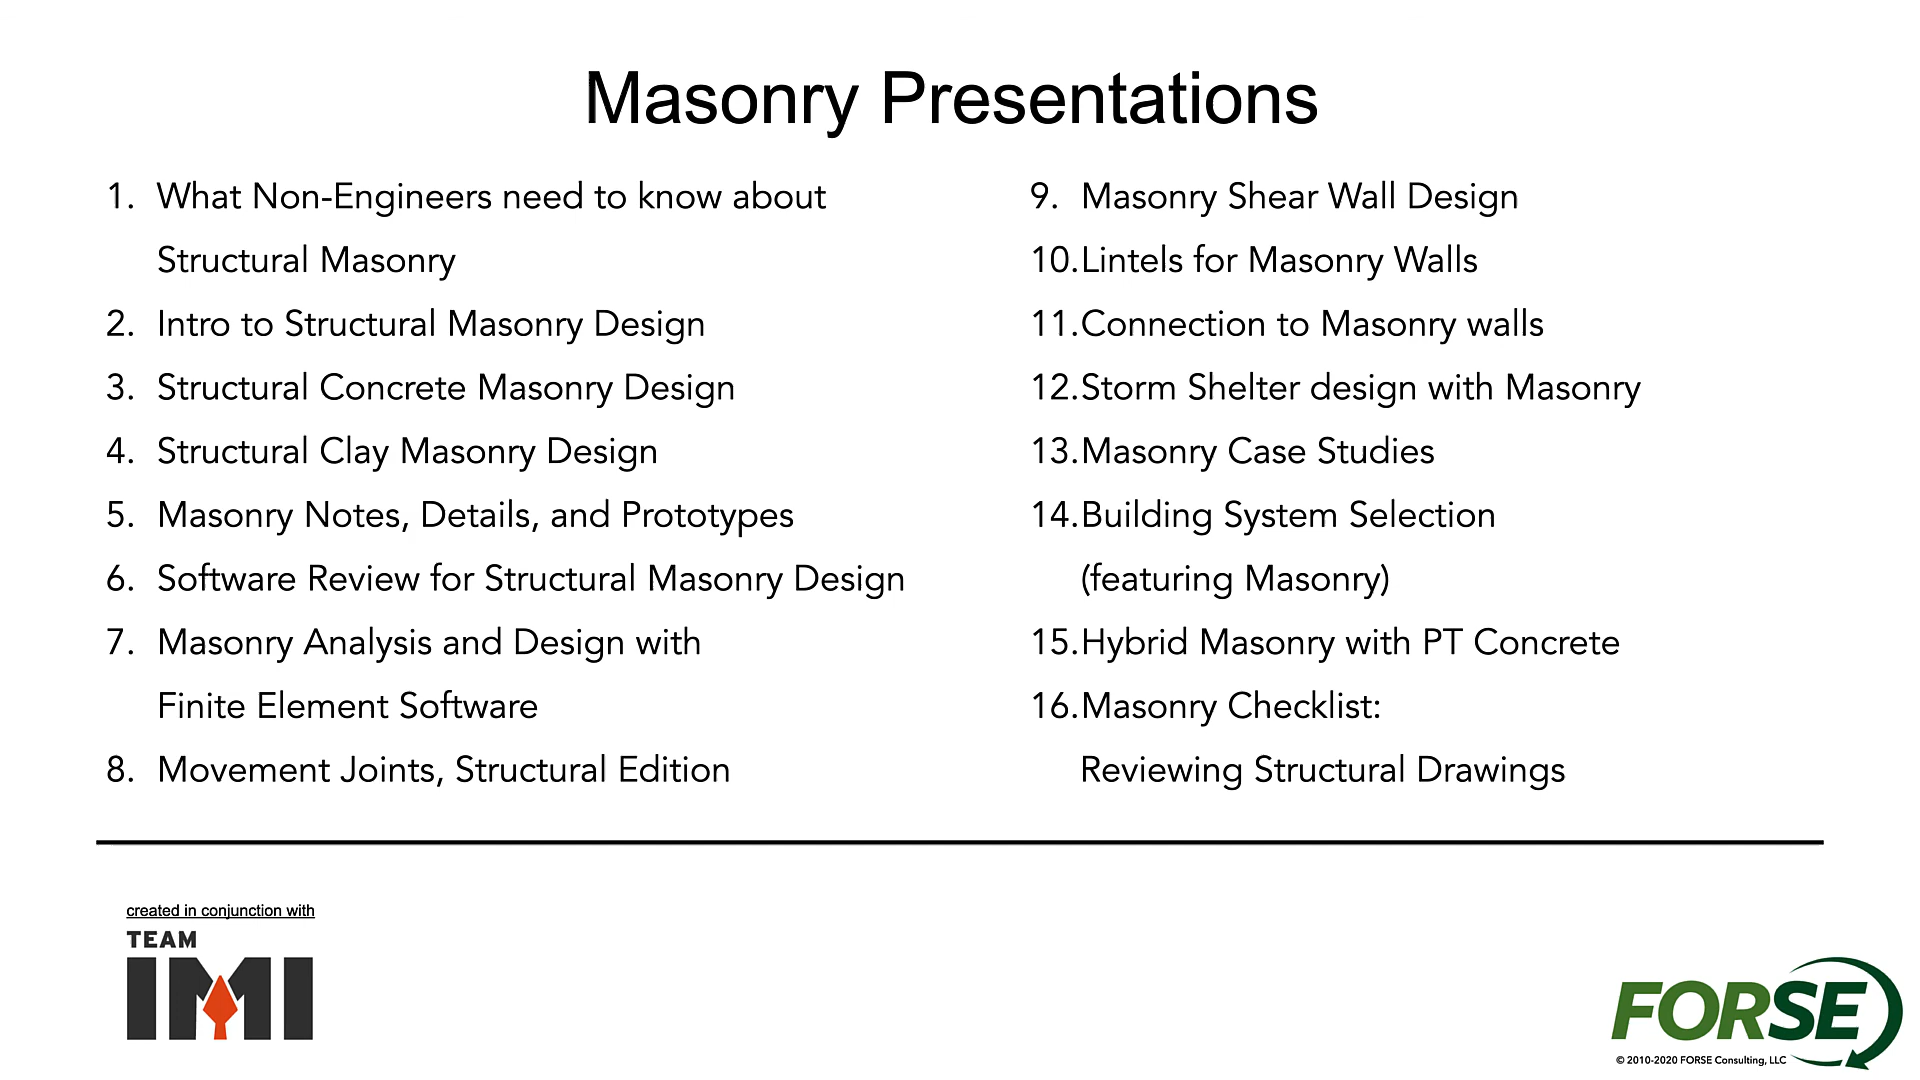 Masonry Presentations
1. What Non-Engineers need to know about
Structural Masonry
2. Intro to Structural Masonry Design
3. Structural Concrete Masonry Design
4. Structural Clay Masonry Design
5. Masonry Notes, Details, and Prototypes
6. Software Review for Structural Masonry Design
7. Masonry Analysis and Design with
Finite Element Software
8. Movement Joints, Structural Edition
9. Masonry Shear Wall Design
10.Lintels for Masonry Walls
11.Connection to Masonry walls
12.Storm Shelter design with Masonry
13.Masonry Case Studies
14.Building System Selection
(featuring Masonry)
15.Hybrid Masonry with PT Concrete
16.Masonry Checklist:
Reviewing Structural Drawings
created in conjunction with
TEAM
IMI
FORSE
© 2010-2020 FORSE Consulting, LLC